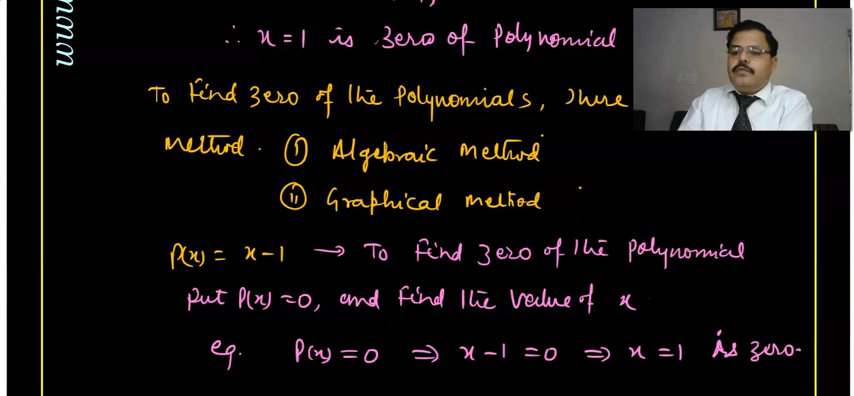 www
∴ x = 1 is zero of Polynomial
To find zero of the Polynomials, there
Method. (i) Algebraic Method
(ii) Graphical Method
P(x) = x - 1 → To find zero of the polynomial
put P(x) = 0, and find the value of x
eg. P(x) = 0 ⇒ x - 1 = 0 ⇒ x = 1 is zero.